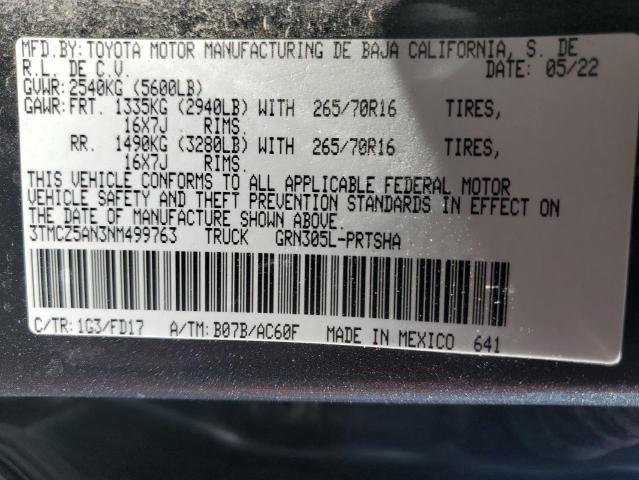 MFD.BY: TOYOTA MOTOR MANUFACTURING DE BAJA CALIFORNIA, S. DE
R.L. DE C.V. DATE: 05/22
GVWR: 2540KG (5600LB)
GAWR: FRT. 1335KG (2940LB) WITH 265/70R16 TIRES,
16X7J RIMS.
RR. 1490KG (3280LB) WITH 265/70R16 TIRES,
16X7J RIMS.
THIS VEHICLE CONFORMS TO ALL APPLICABLE FEDERAL MOTOR
VEHICLE SAFETY AND THEFT PREVENTION STANDARDS IN EFFECT ON
THE DATE OF MANUFACTURE SHOWN ABOVE.
3TMCZ5AN3NM499763 TRUCK GRN305L-PRTSHA
C/TR: 1G3/FD17 A/TM: B07B/AC60F MADE IN MEXICO 641